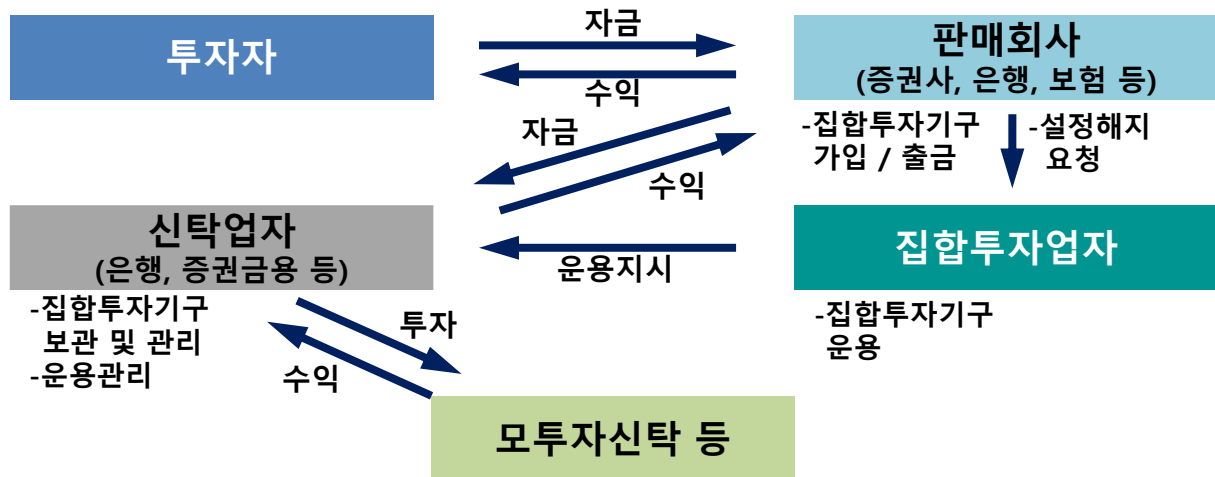 투자자
자금
수익
판매회사
(증권사, 은행, 보험 등)
-집합투자기구
가입 / 출금
-설정해지
요청
자금
수익
신탁업자
(은행, 증권금용 등)
-집합투자기구
보관 및 관리
-운용관리
운용지시
집합투자업자
-집합투자기구
운용
투자
수익
모투자신탁 등